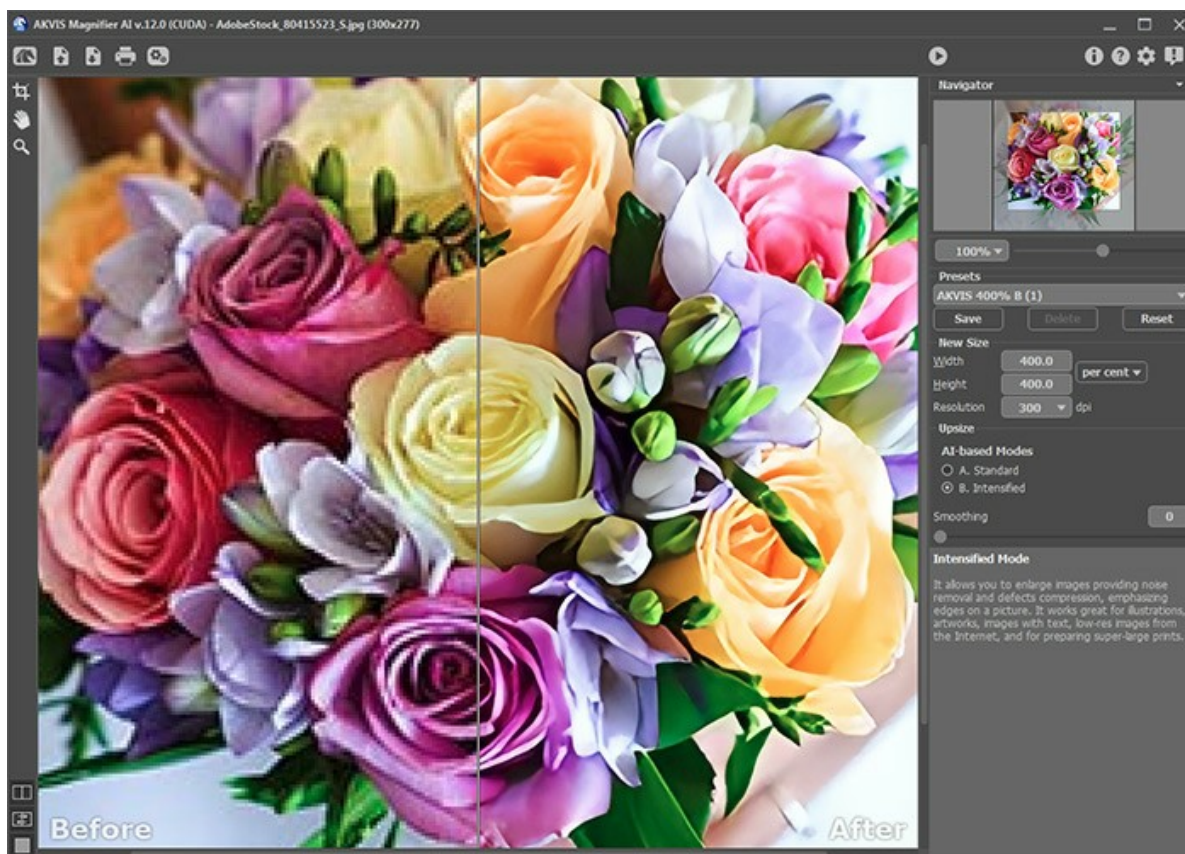 AKVIS Magnifier AI v.12.0 (CUDA) - AdobeStock_80415523_S.jpg (300x277)
Navigator
100%
Presets
AKVIS 400% B (1)
Save Delete Reset
New Size
Width 400.0
per cent
Height 400.0
Resolution 300 dpi
Upsize
AI-based Modes
A. Standard
B. Intensified
Smoothing 0
Intensified Mode
It allows you to enlarge images providing noise
removal and defects compression, emphasizing
edges on a picture. It works great for illustrations,
artworks, images with text, low-res images from
the Internet, and for preparing super-large prints.
Before After